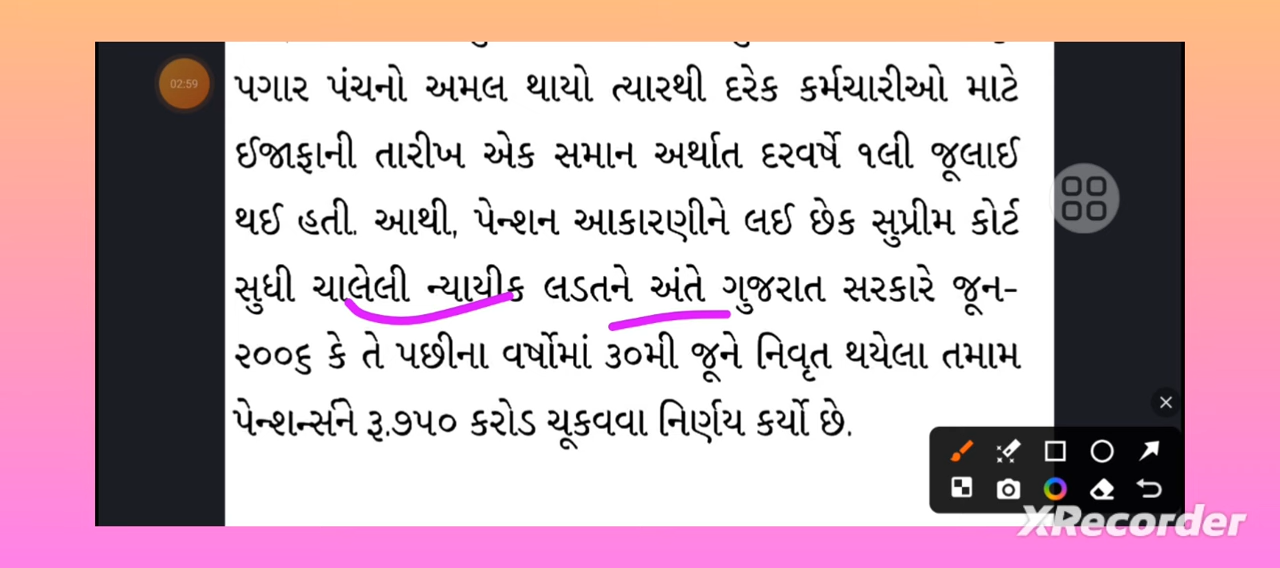 02:59
પગાર પંચનો અમલ થાયો ત્યારથી દરેક કર્મચારીઓ માટે
ઈજાફાની તારીખ એક સમાન અર્થાત દરવર્ષે ૧લી જૂલાઈ
થઈ હતી. આથી, પેન્શન આકારણીને લઈ છેક સુપ્રીમ કોર્ટ
સુધી ચાલેલી ન્યાયીક લડતને અંતે ગુજરાત સરકારે જૂન-
૨૦૦૬ કે તે પછીના વર્ષોમાં ૩૦મી જૂને નિવૃત થયેલા તમામ
પેન્શર્ન્સને રૂ.૭૫૦ કરોડ ચૂકવવા નિર્ણય કર્યો છે.
XRecorder